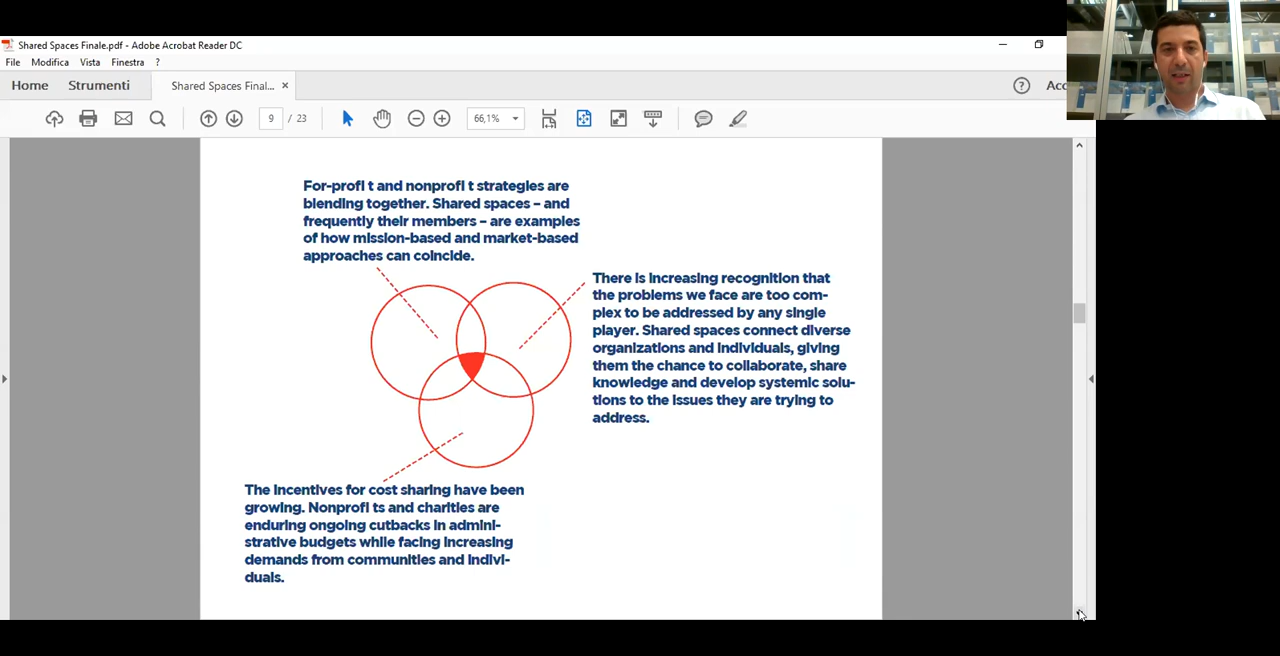 Shared Spaces Finale.pdf - Adobe Acrobat Reader DC
File Modifica Vista Finestra ?
Home Strumenti Shared Spaces Final... × ? Acc
9 / 23 66,1%
For-profi t and nonprofi t strategies are
blending together. Shared spaces – and
frequently their members – are examples
of how mission-based and market-based
approaches can coincide.
There is increasing recognition that
the problems we face are too com-
plex to be addressed by any single
player. Shared spaces connect diverse
organizations and individuals, giving
them the chance to collaborate, share
knowledge and develop systemic solu-
tions to the issues they are trying to
address.
The incentives for cost sharing have been
growing. Nonprofi ts and charities are
enduring ongoing cutbacks in admini-
strative budgets while facing increasing
demands from communities and indivi-
duals.